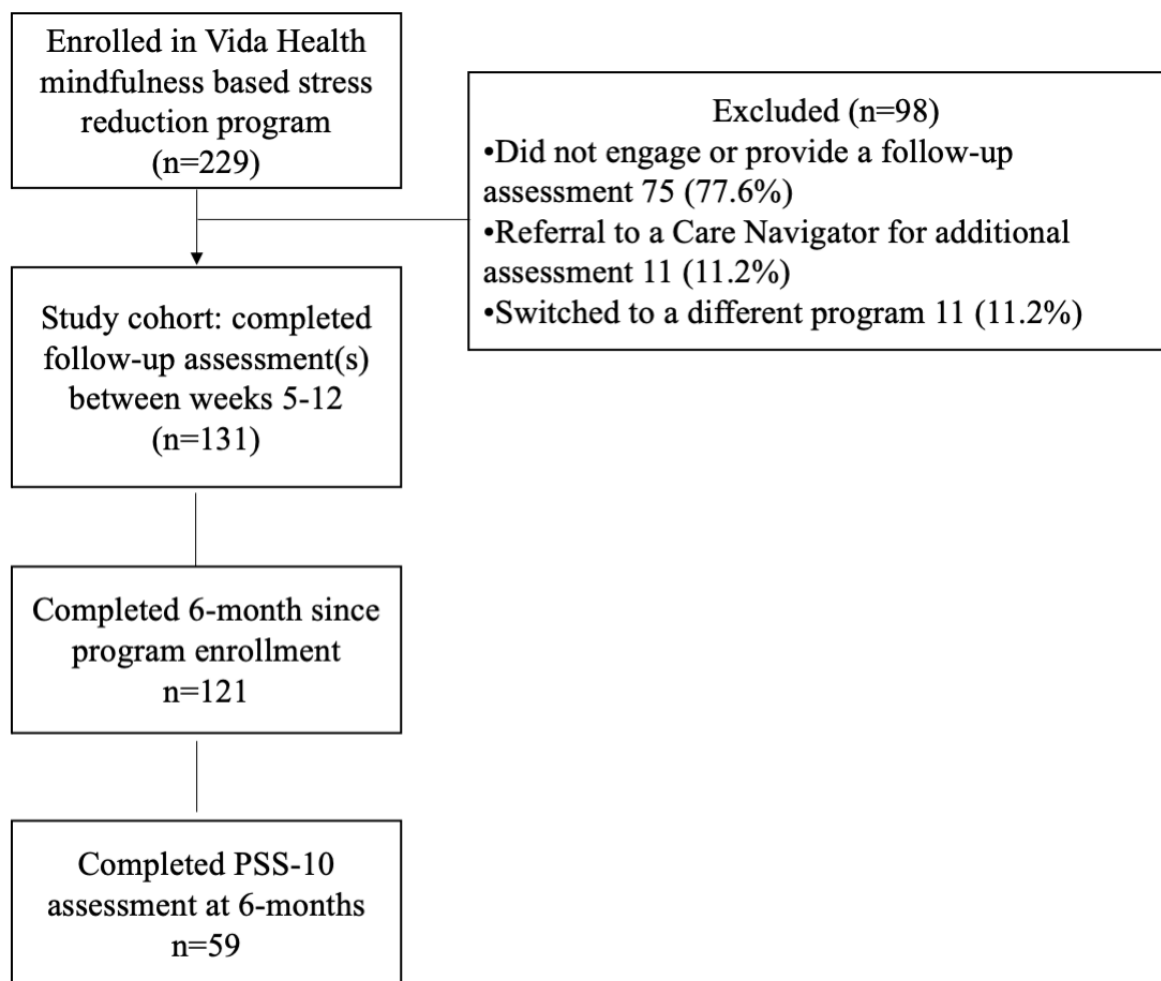 Enrolled in Vida Health
mindfulness based stress
reduction program
(n=229)
Excluded (n=98)
•Did not engage or provide a follow-up
assessment 75 (77.6%)
•Referral to a Care Navigator for additional
assessment 11 (11.2%)
•Switched to a different program 11 (11.2%)
Study cohort: completed
follow-up assessment(s)
between weeks 5-12
(n=131)
Completed 6-month since
program enrollment
n=121
Completed PSS-10
assessment at 6-months
n=59